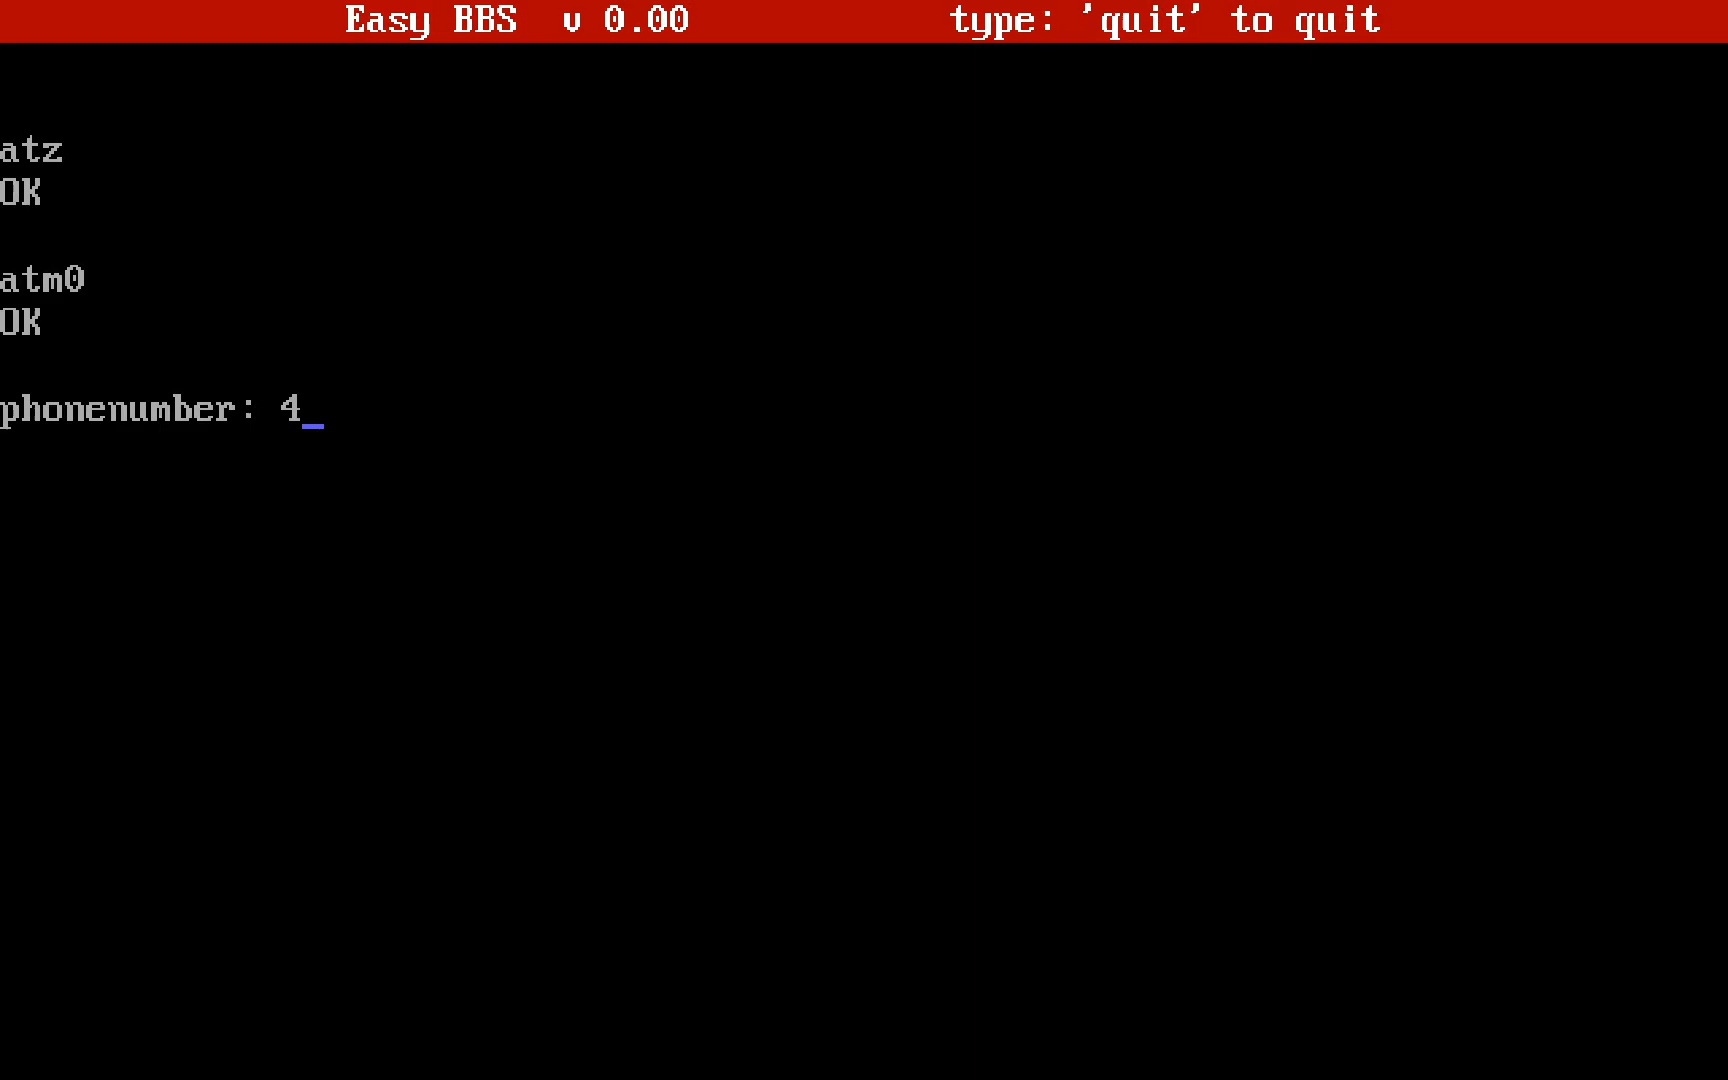 Easy BBS  v 0.00            type: 'quit' to quit
atz
OK
atm0
OK
phonenumber: 4_